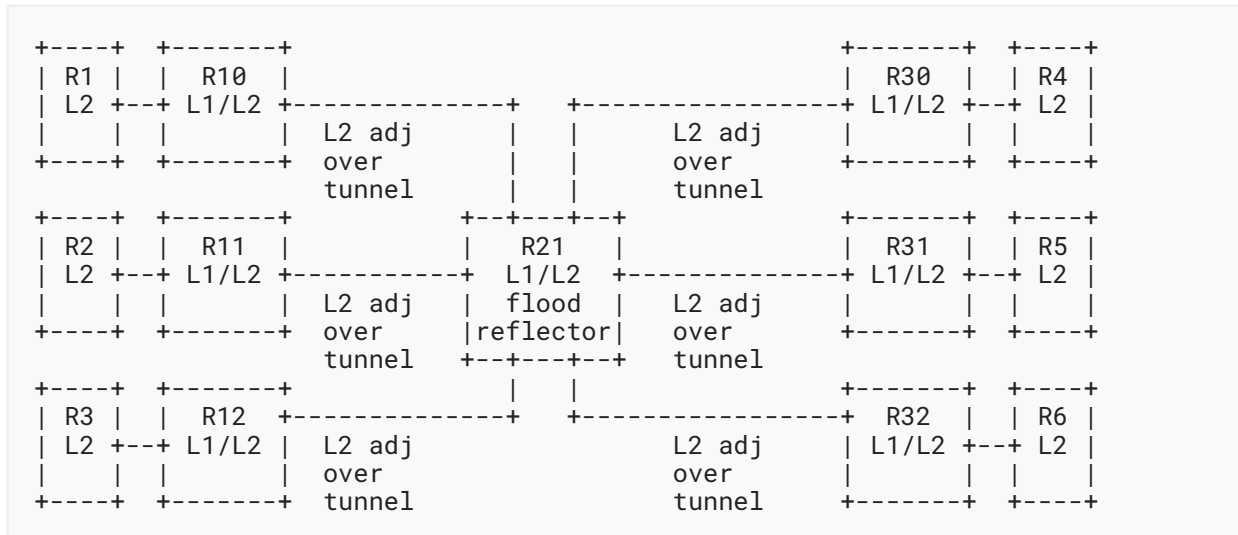 +----+  +-------+                                    +-------+  +----+
| R1 |  |  R10  |                                    |  R30  |  | R4 |
| L2 +--+ L1/L2 +--------------+   +-----------------+ L1/L2 +--+ L2 |
|    |  |       |  L2 adj      |   |      L2 adj     |       |  |    |
+----+  +-------+  over        |   |      over       +-------+  +----+
                   tunnel      |   |      tunnel
+----+  +-------+           +--+---+--+              +-------+  +----+
| R2 |  |  R11  |           |   R21   |              |  R31  |  | R5 |
| L2 +--+ L1/L2 +-----------+  L1/L2  +--------------+ L1/L2 +--+ L2 |
|    |  |       |  L2 adj   |  flood  |   L2 adj     |       |  |    |
+----+  +-------+  over     |reflector|   over       +-------+  +----+
                   tunnel   +--+---+--+   tunnel
+----+  +-------+              |   |                 +-------+  +----+
| R3 |  |  R12  +--------------+   +-----------------+  R32  |  | R6 |
| L2 +--+ L1/L2 |  L2 adj                 L2 adj     | L1/L2 +--+ L2 |
|    |  |       |  over                   over       |       |  |    |
+----+  +-------+  tunnel                 tunnel     +-------+  +----+